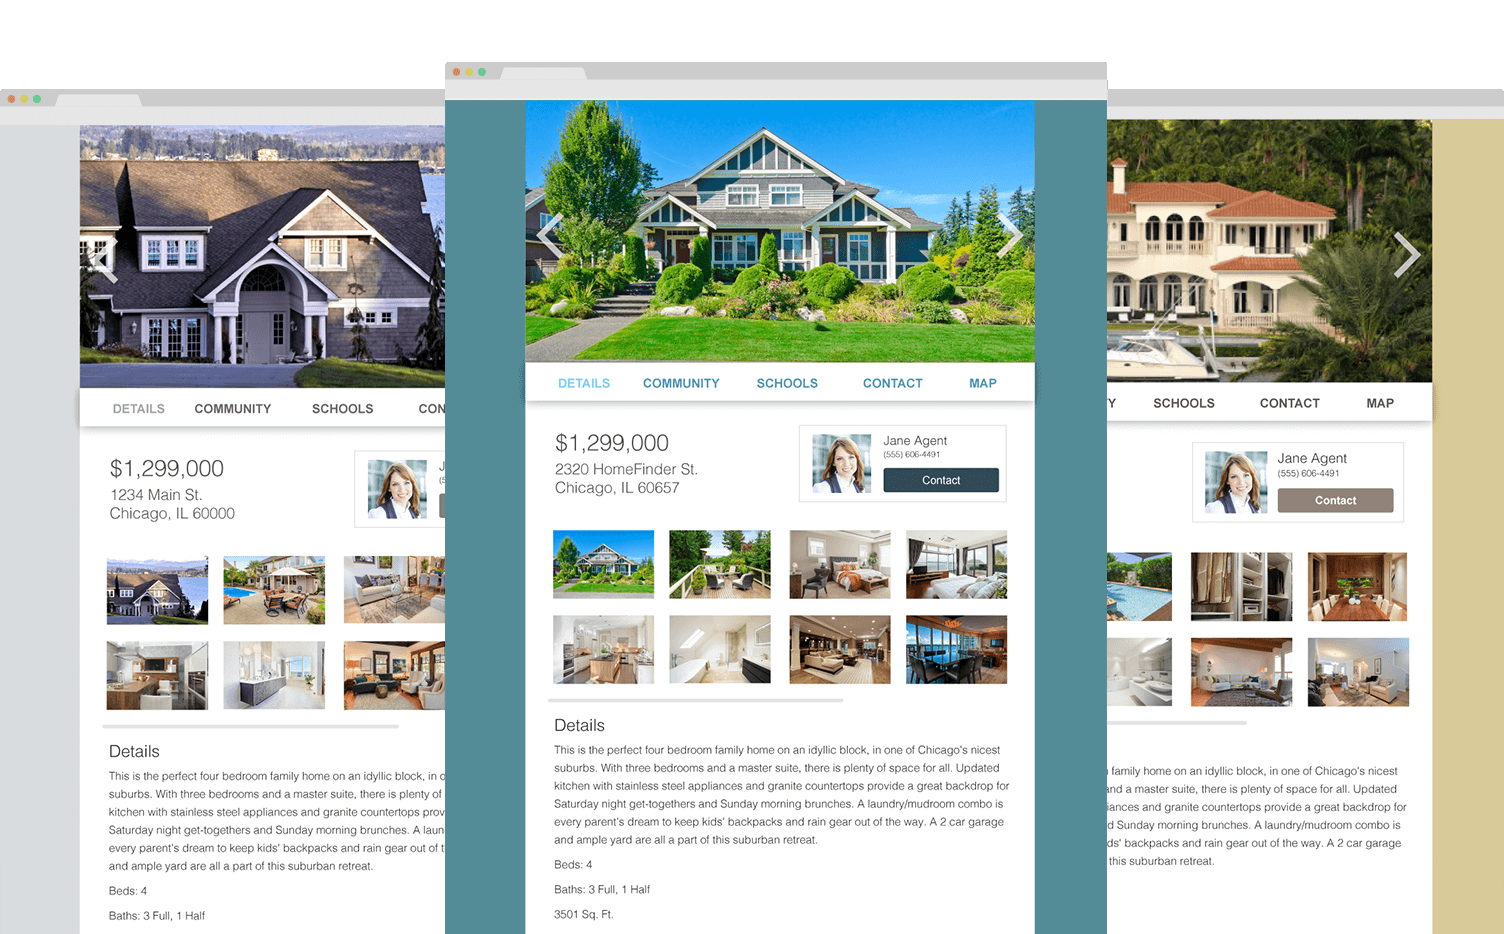 DETAILS COMMUNITY SCHOOLS CON
$1,299,000
1234 Main St.
Chicago, IL 60000
Details
This is the perfect four bedroom family home on an idyllic block, in o
suburbs. With three bedrooms and a master suite, there is plenty of
kitchen with stainless steel appliances and granite countertops prov
Saturday night get-togethers and Sunday morning brunches. A laun
every parent's dream to keep kids' backpacks and rain gear out of t
and ample yard are all a part of this suburban retreat.
Beds: 4
Baths: 3 Full, 1 Half
DETAILS COMMUNITY SCHOOLS CONTACT MAP
$1,299,000
2320 HomeFinder St.
Chicago, IL 60657
Jane Agent
(555) 606-4491
Contact
Details
This is the perfect four bedroom family home on an idyllic block, in one of Chicago's nicest
suburbs. With three bedrooms and a master suite, there is plenty of space for all. Updated
kitchen with stainless steel appliances and granite countertops provide a great backdrop for
Saturday night get-togethers and Sunday morning brunches. A laundry/mudroom combo is
every parent's dream to keep kids' backpacks and rain gear out of the way. A 2 car garage
and ample yard are all a part of this suburban retreat.
Beds: 4
Baths: 3 Full, 1 Half
3501 Sq. Ft.
Y SCHOOLS CONTACT MAP
Jane Agent
(555) 606-4491
Contact
family home on an idyllic block, in one of Chicago's nicest
nd a master suite, there is plenty of space for all. Updated
iances and granite countertops provide a great backdrop for
d Sunday morning brunches. A laundry/mudroom combo is
ds' backpacks and rain gear out of the way. A 2 car garage
this suburban retreat.